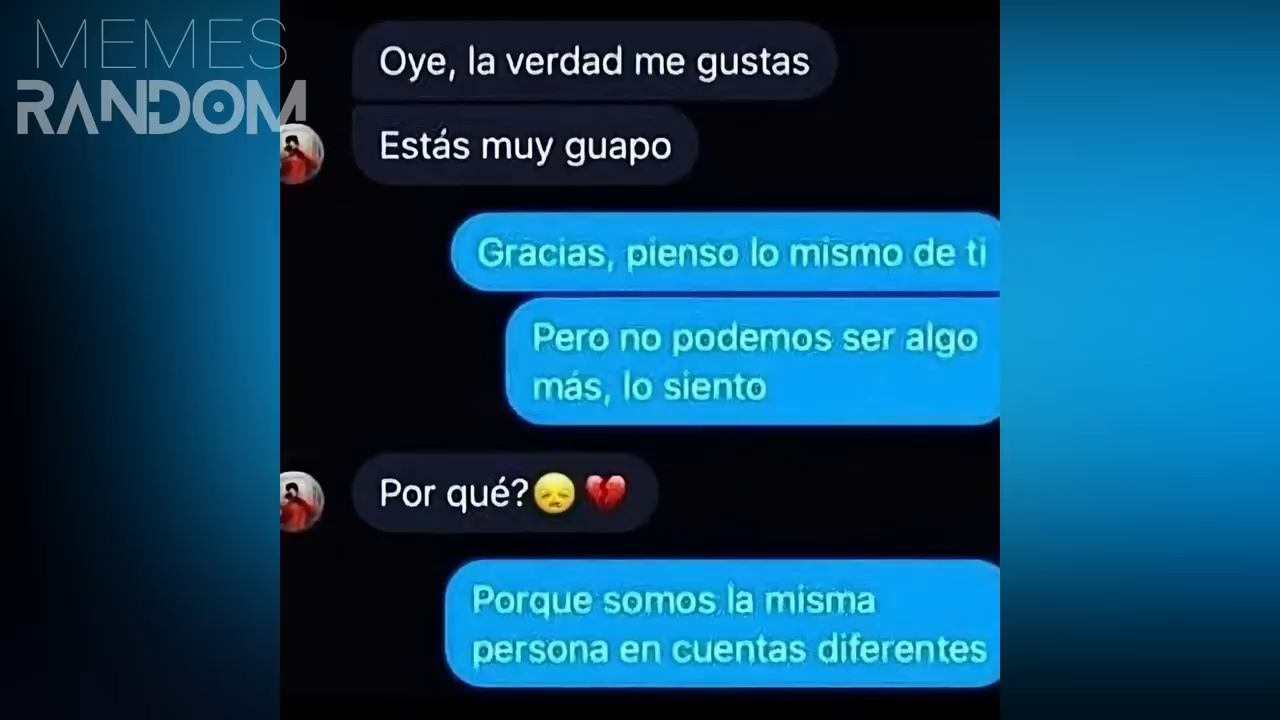 MEMES
RANDOM
Oye, la verdad me gustas
Estás muy guapo
Gracias, pienso lo mismo de ti
Pero no podemos ser algo
más, lo siento
Por qué?😞💔
Porque somos la misma
persona en cuentas diferentes